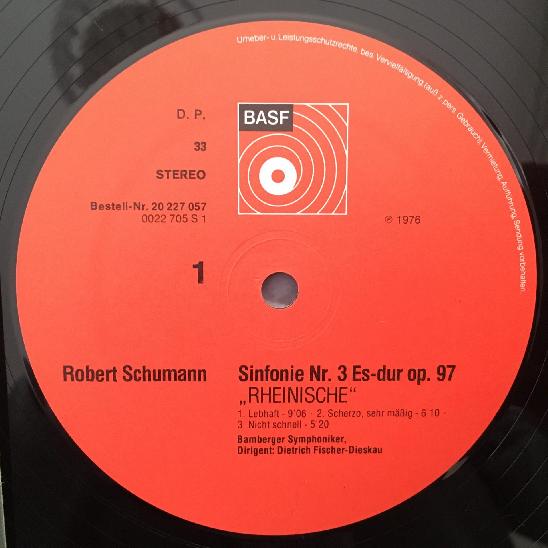 Urheber- u. Leistungsschutzrechte, bes. Vervielfältigung (auß. z. pers. Gebrauch), Vermietung, Aufführung, Sendung vorbehalten.
D. P.
BASF
33
STEREO
Bestell-Nr. 20 227 057
0022 705 S 1
℗ 1976
1
Robert Schumann
Sinfonie Nr. 3 Es-dur op. 97
„RHEINISCHE“
1. Lebhaft - 9'06 - 2. Scherzo, sehr mäßig - 6 10 -
3. Nicht schnell - 5 20
Bamberger Symphoniker,
Dirigent: Dietrich Fischer-Dieskau